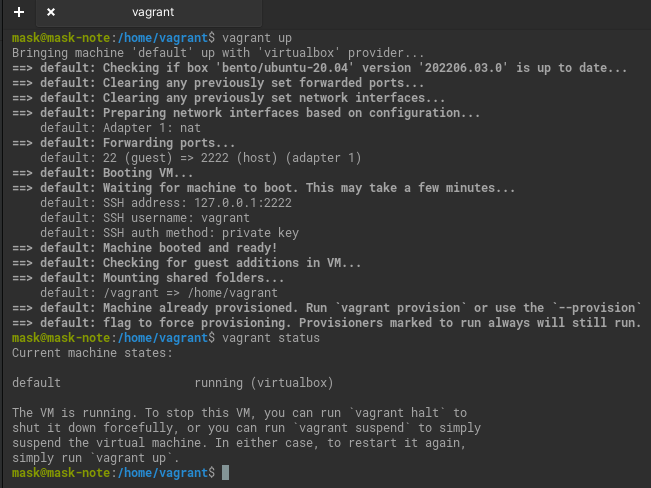 vagrant
mask@mask-note:/home/vagrant$ vagrant up
Bringing machine 'default' up with 'virtualbox' provider...
==> default: Checking if box 'bento/ubuntu-20.04' version '202206.03.0' is up to date...
==> default: Clearing any previously set forwarded ports...
==> default: Clearing any previously set network interfaces...
==> default: Preparing network interfaces based on configuration...
    default: Adapter 1: nat
==> default: Forwarding ports...
    default: 22 (guest) => 2222 (host) (adapter 1)
==> default: Booting VM...
==> default: Waiting for machine to boot. This may take a few minutes...
    default: SSH address: 127.0.0.1:2222
    default: SSH username: vagrant
    default: SSH auth method: private key
==> default: Machine booted and ready!
==> default: Checking for guest additions in VM...
==> default: Mounting shared folders...
    default: /vagrant => /home/vagrant
==> default: Machine already provisioned. Run `vagrant provision` or use the `--provision`
==> default: flag to force provisioning. Provisioners marked to run always will still run.
mask@mask-note:/home/vagrant$ vagrant status
Current machine states:

default                   running (virtualbox)

The VM is running. To stop this VM, you can run `vagrant halt` to
shut it down forcefully, or you can run `vagrant suspend` to simply
suspend the virtual machine. In either case, to restart it again,
simply run `vagrant up`.
mask@mask-note:/home/vagrant$